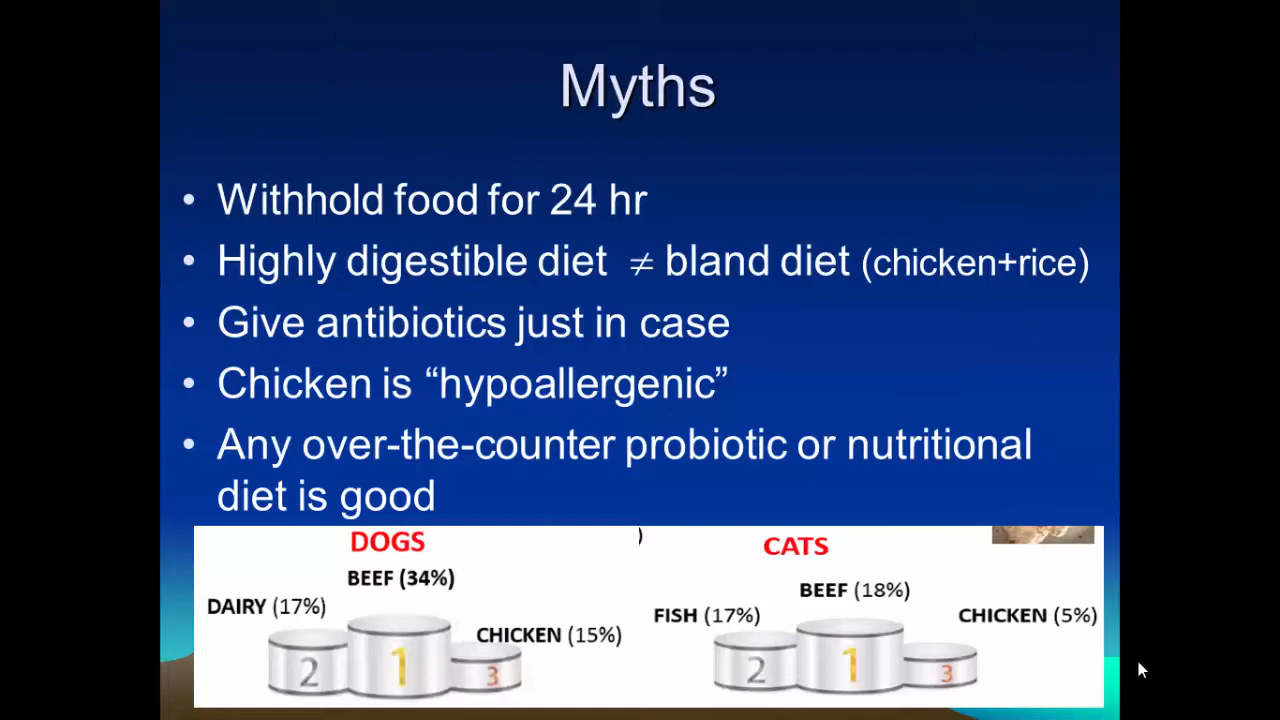 Myths
• Withhold food for 24 hr
• Highly digestible diet ≠ bland diet (chicken+rice)
• Give antibiotics just in case
• Chicken is “hypoallergenic”
• Any over-the-counter probiotic or nutritional
diet is good
DOGS
BEEF (34%)
DAIRY (17%)
CHICKEN (15%)
2 1 3
)
CATS
BEEF (18%)
FISH (17%)
CHICKEN (5%)
2 1 3